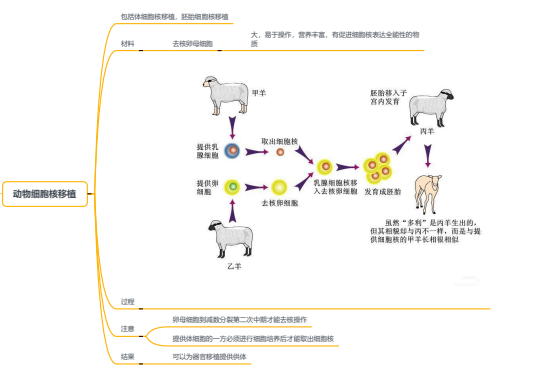 包括体细胞核移植，胚胎细胞核移植
材料
去核卵母细胞
大，易于操作，营养丰富，有促进细胞核表达全能性的物
质
甲羊
胚胎移入子
宫内发育
丙羊
提供乳
腺细胞
取出细胞核
提供卵
细胞
去核卵细胞
乳腺细胞核移
入去核卵细胞
发育成胚胎
乙羊
虽然“多利”是丙羊生出的，
但其相貌却与丙不一样，而是与提
供细胞核的甲羊长相很相似
动物细胞核移植
过程
注意
卵母细胞到减数分裂第二次中期才能去核操作
提供体细胞的一方必须进行细胞培养后才能取出细胞核
结果
可以为器官移植提供供体